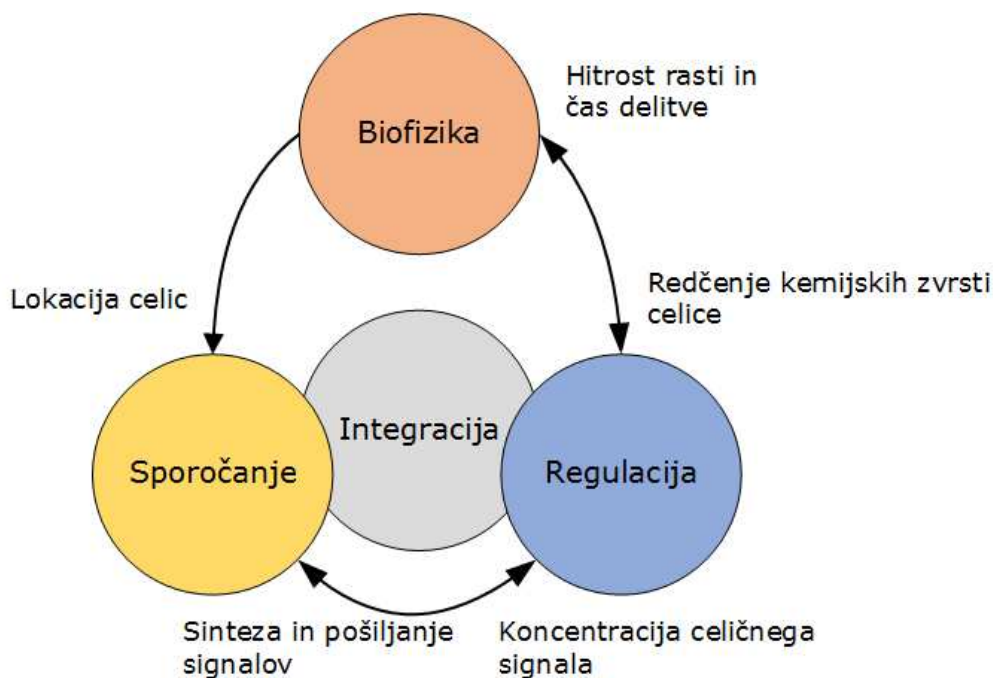 Hitrost rasti in
čas delitve
Biofizika
Lokacija celic
Redčenje kemijskih zvrsti
celice
Integracija
Sporočanje
Regulacija
Sinteza in pošiljanje
signalov
Koncentracija celičnega
signala